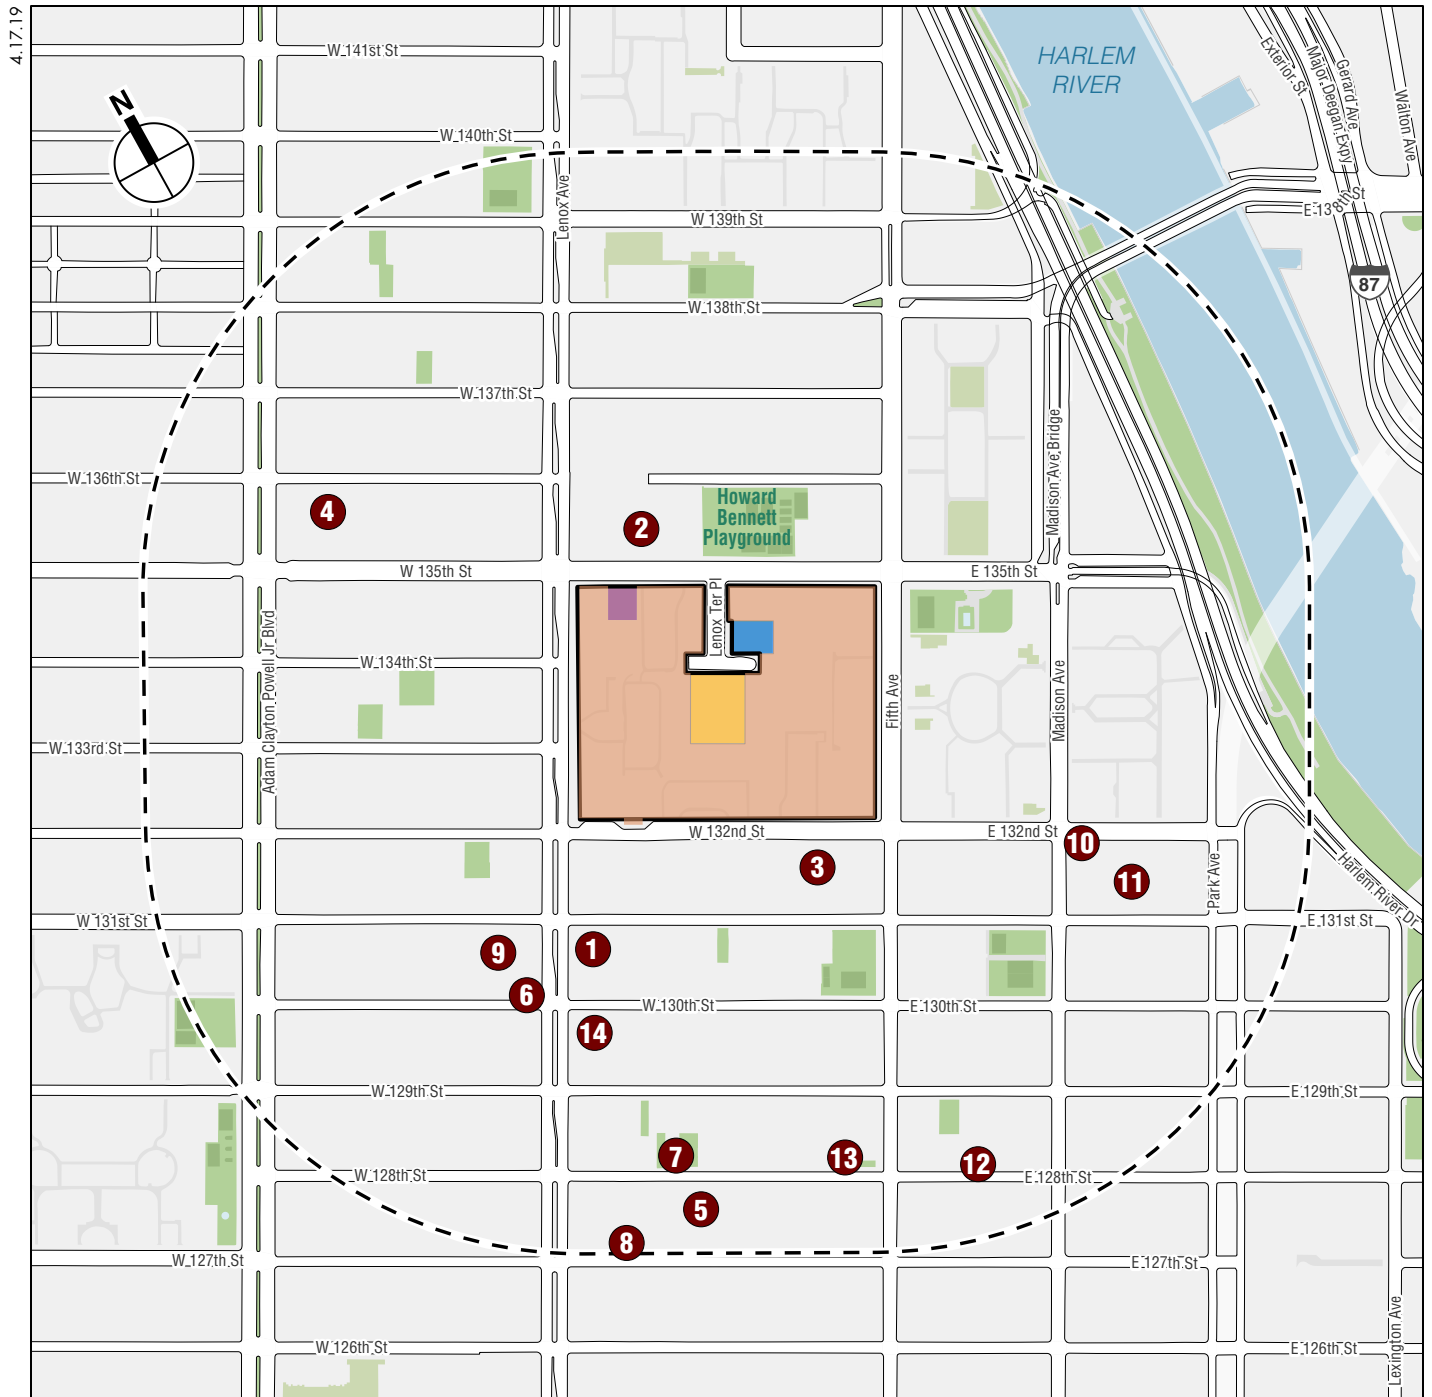 4.17.19
W 141st St
HARLEM
RIVER
Exterior St
Major Deegan Expy
Gerard Ave
Walton Ave
N
W 140th St
Lenox Ave
W 139th St
E 138th St
87
W 138th St
W 137th St
Madison Ave Bridge
W 136th St
4
2
Howard
Bennett
Playground
W 135th St
E 135th St
Lenox Ter Pl
Adam Clayton Powell Jr Blvd
W 134th St
Fifth Ave
Madison Ave
W 133rd St
W 132nd St
E 132nd St
10
3
11
Park Ave
Harlem River Dr
W 131st St
E 131st St
9
1
6
W 130th St
E 130th St
14
W 129th St
E 129th St
7
13
12
W 128th St
E 128th St
5
8
W 127th St
E 127th St
W 126th St
E 126th St
Lexington Ave